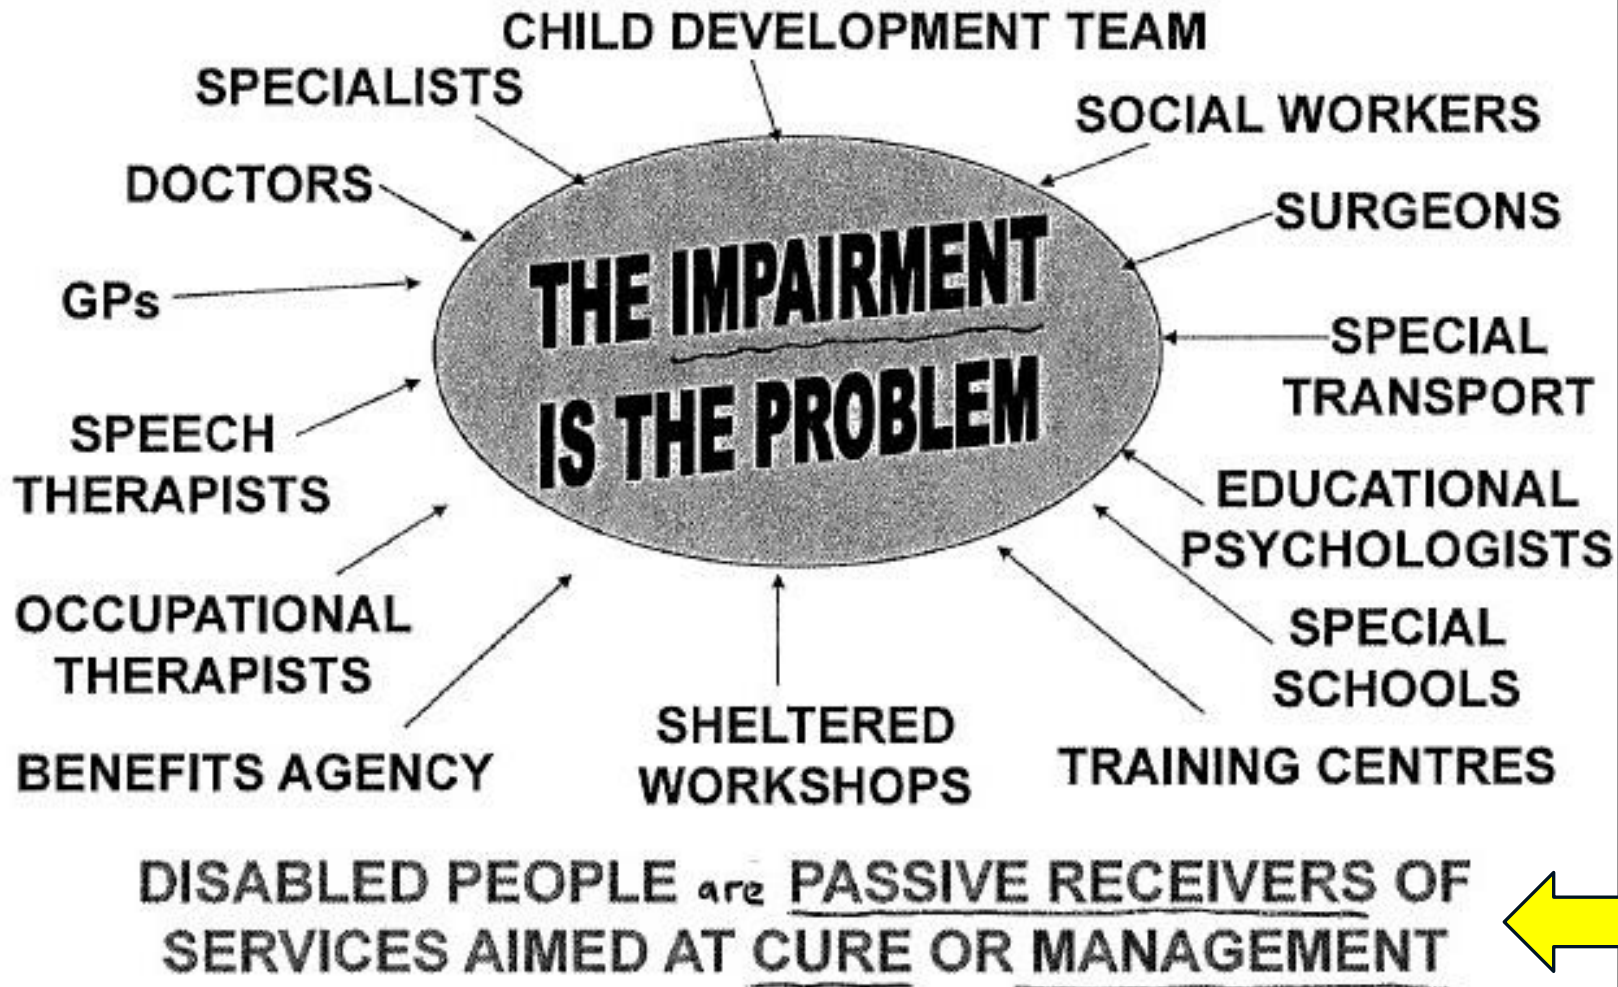 CHILD DEVELOPMENT TEAM
SPECIALISTS
SOCIAL WORKERS
DOCTORS
SURGEONS
GPs
THE IMPAIRMENT
IS THE PROBLEM
SPECIAL
TRANSPORT
SPEECH
THERAPISTS
EDUCATIONAL
PSYCHOLOGISTS
OCCUPATIONAL
THERAPISTS
SPECIAL
SCHOOLS
BENEFITS AGENCY
SHELTERED
WORKSHOPS
TRAINING CENTRES
DISABLED PEOPLE are PASSIVE RECEIVERS OF
SERVICES AIMED AT CURE OR MANAGEMENT